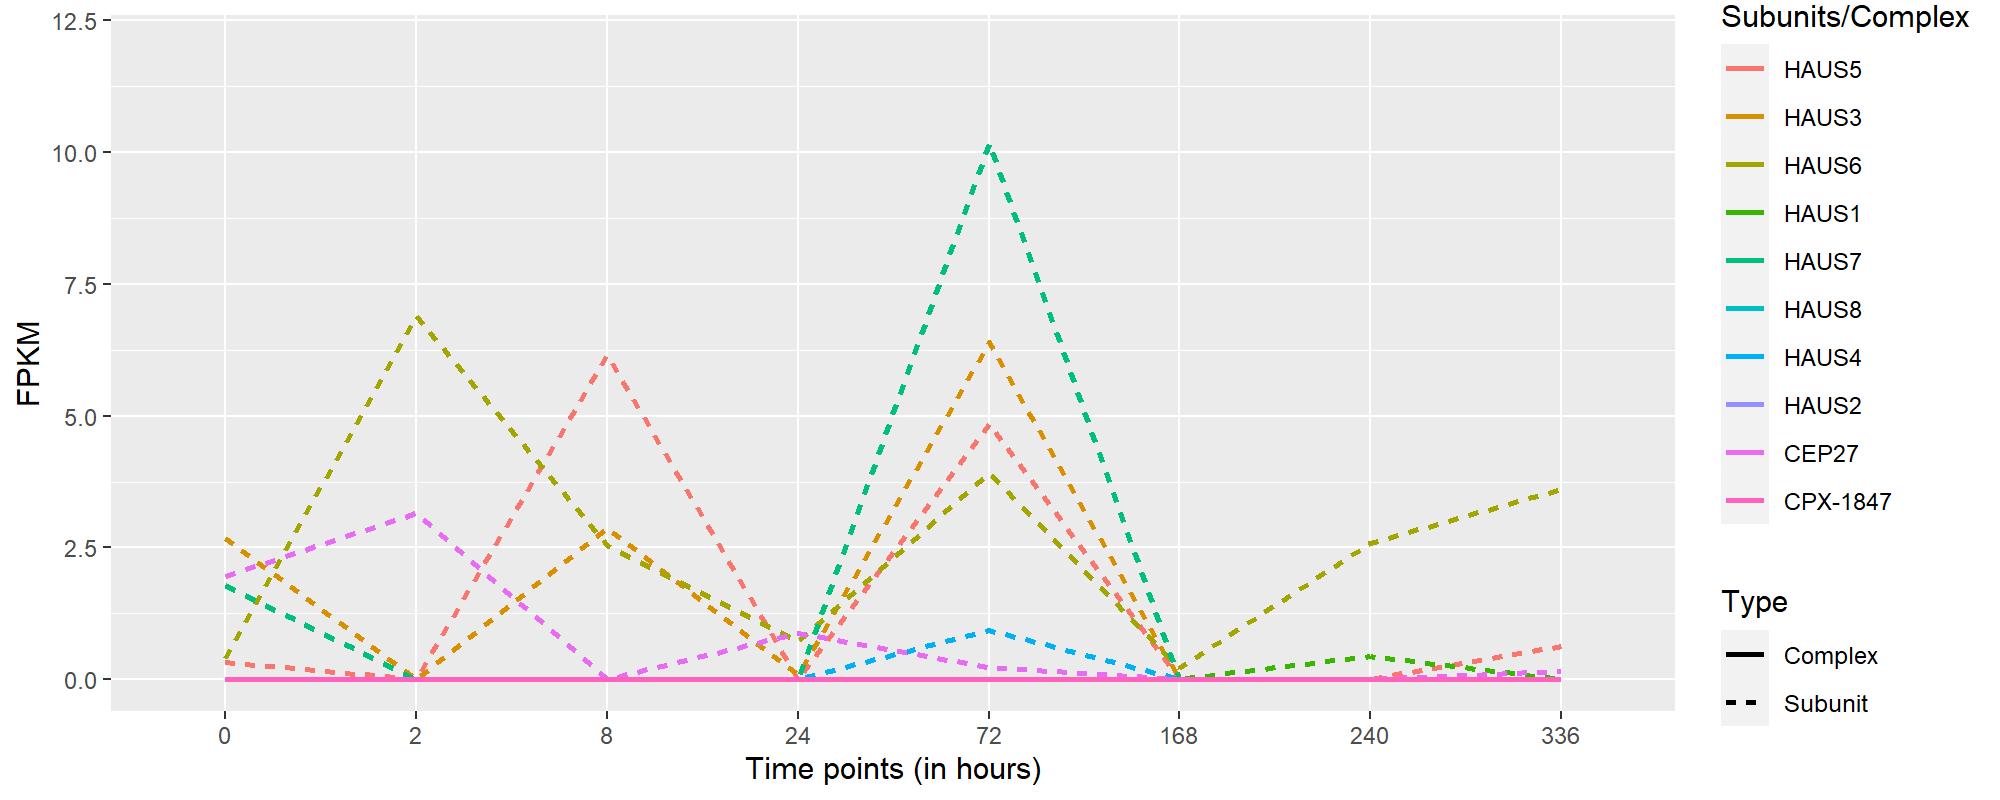 FPKM
12.5
10.0
7.5
5.0
2.5
0.0
0 2 8 24 72 168 240 336
Time points (in hours)
Subunits/Complex
HAUS5
HAUS3
HAUS6
HAUS1
HAUS7
HAUS8
HAUS4
HAUS2
CEP27
CPX-1847
Type
Complex
Subunit